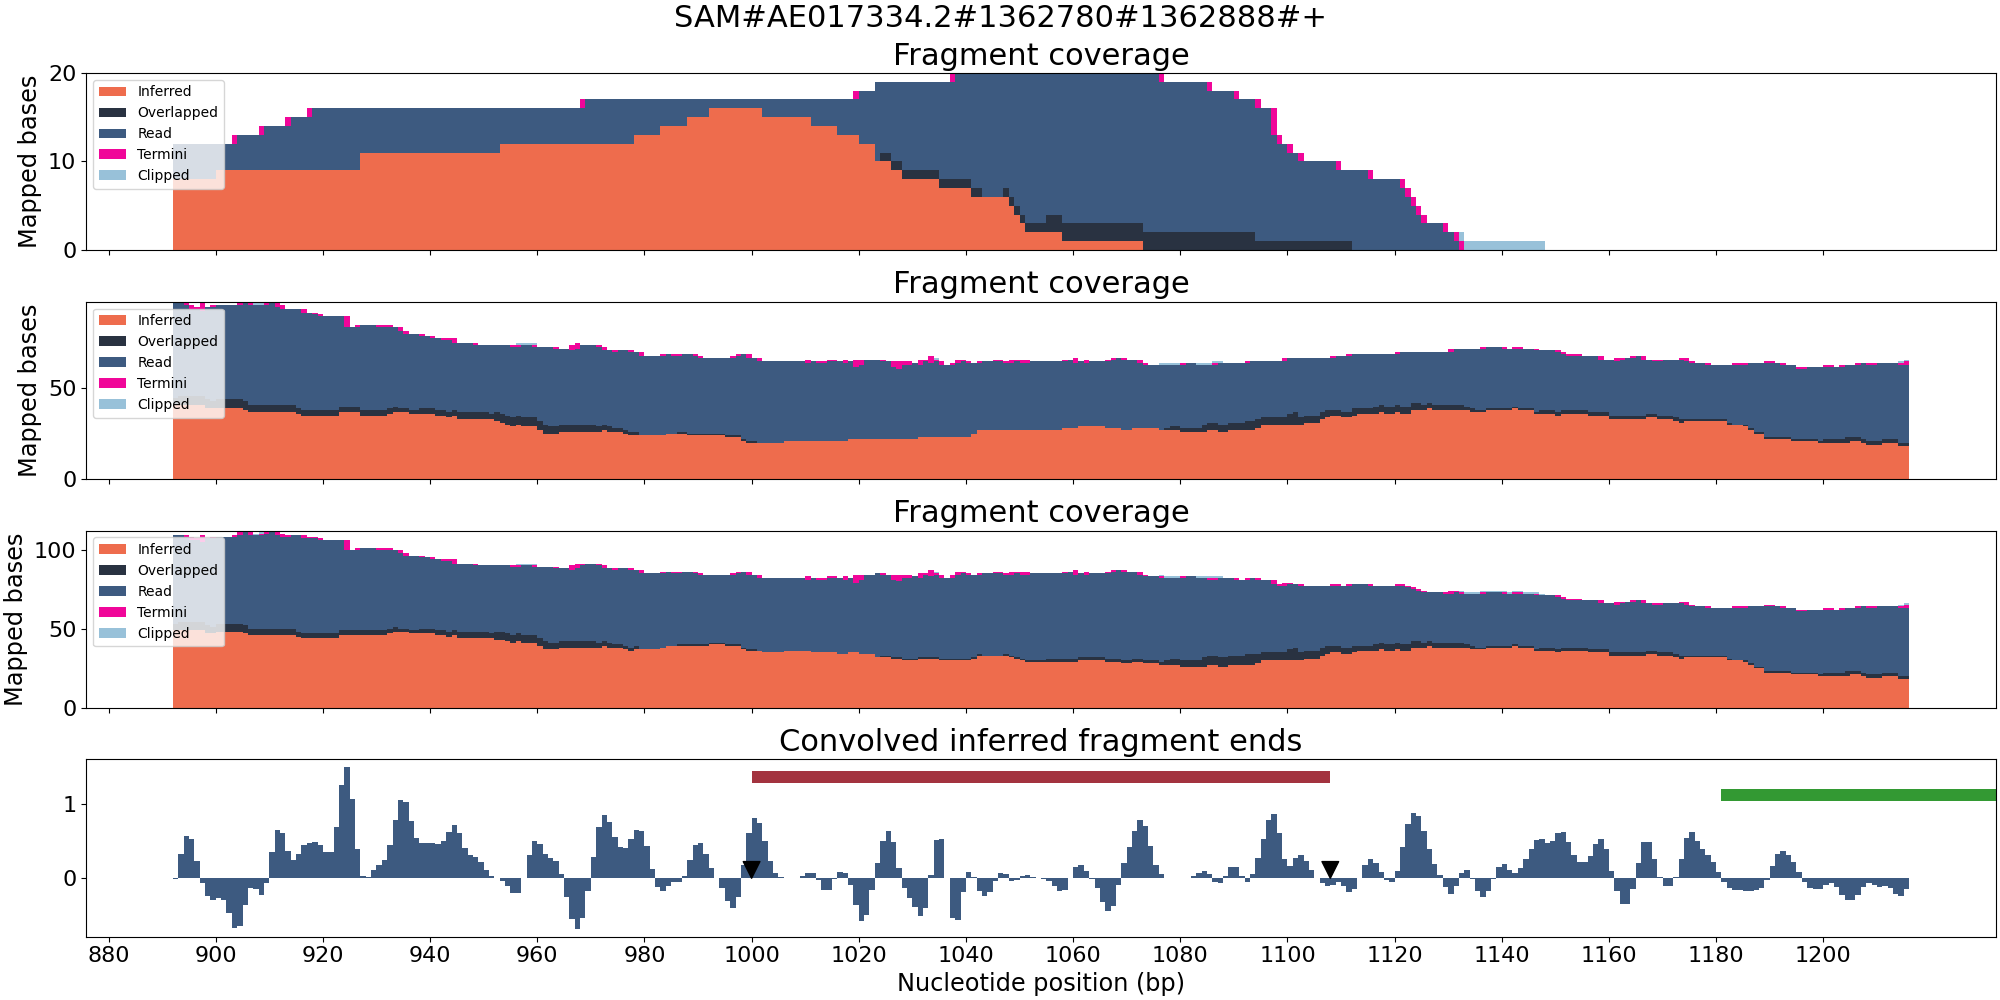 SAM#AE017334.2#1362780#1362888#+
Fragment coverage
Mapped bases
20
10
0
Inferred
Overlapped
Read
Termini
Clipped
Fragment coverage
Mapped bases
50
0
Inferred
Overlapped
Read
Termini
Clipped
Fragment coverage
Mapped bases
100
50
0
Inferred
Overlapped
Read
Termini
Clipped
Convolved inferred fragment ends
1
0
880 900 920 940 960 980 1000 1020 1040 1060 1080 1100 1120 1140 1160 1180 1200
Nucleotide position (bp)